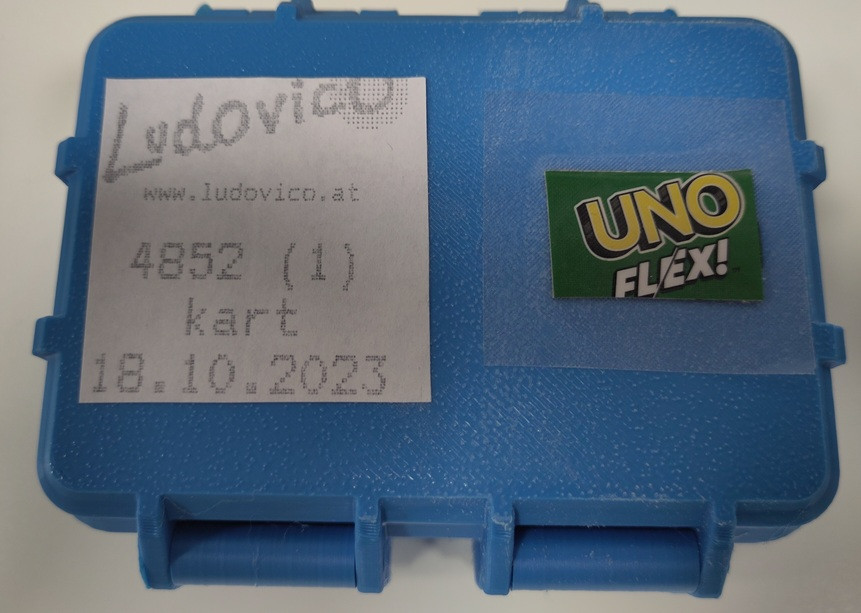 Ludovico
www.ludovico.at
4852 (1)
kart
18.10.2023
UNO
FLEX!